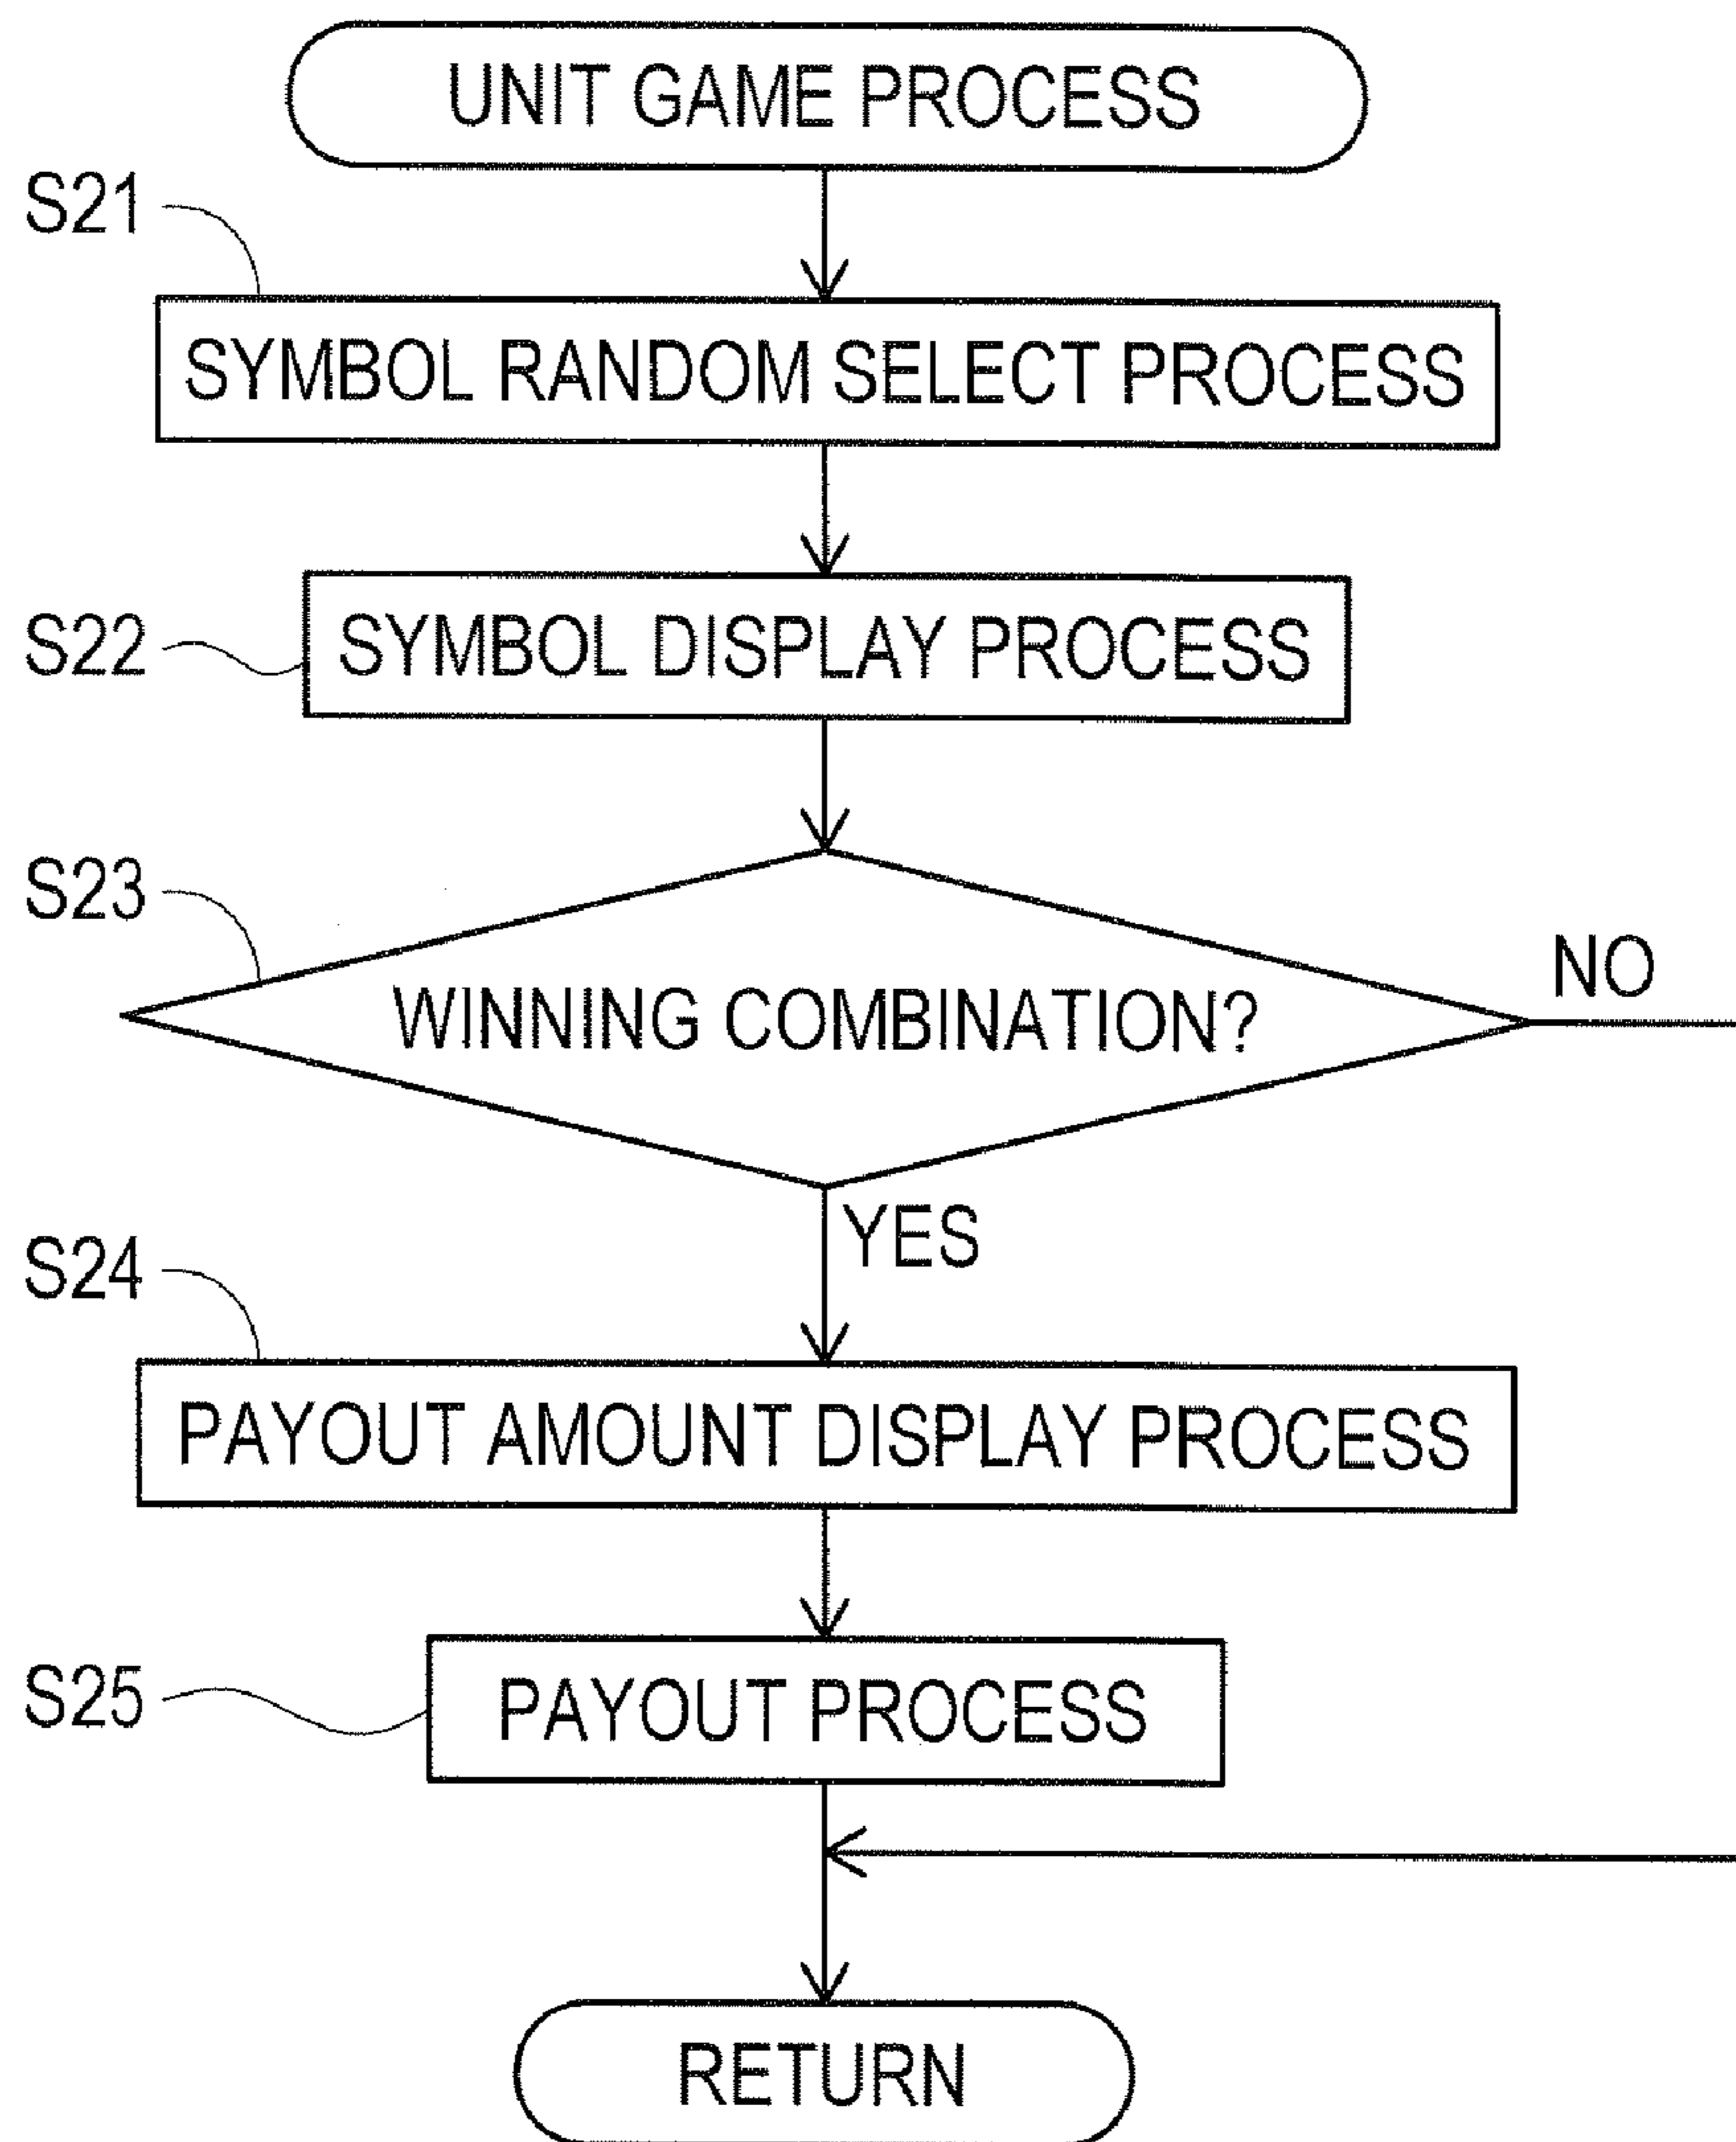 UNIT GAME PROCESS
S21
SYMBOL RANDOM SELECT PROCESS
S22
SYMBOL DISPLAY PROCESS
S23
WINNING COMBINATION?
NO
YES
S24
PAYOUT AMOUNT DISPLAY PROCESS
S25
PAYOUT PROCESS
RETURN